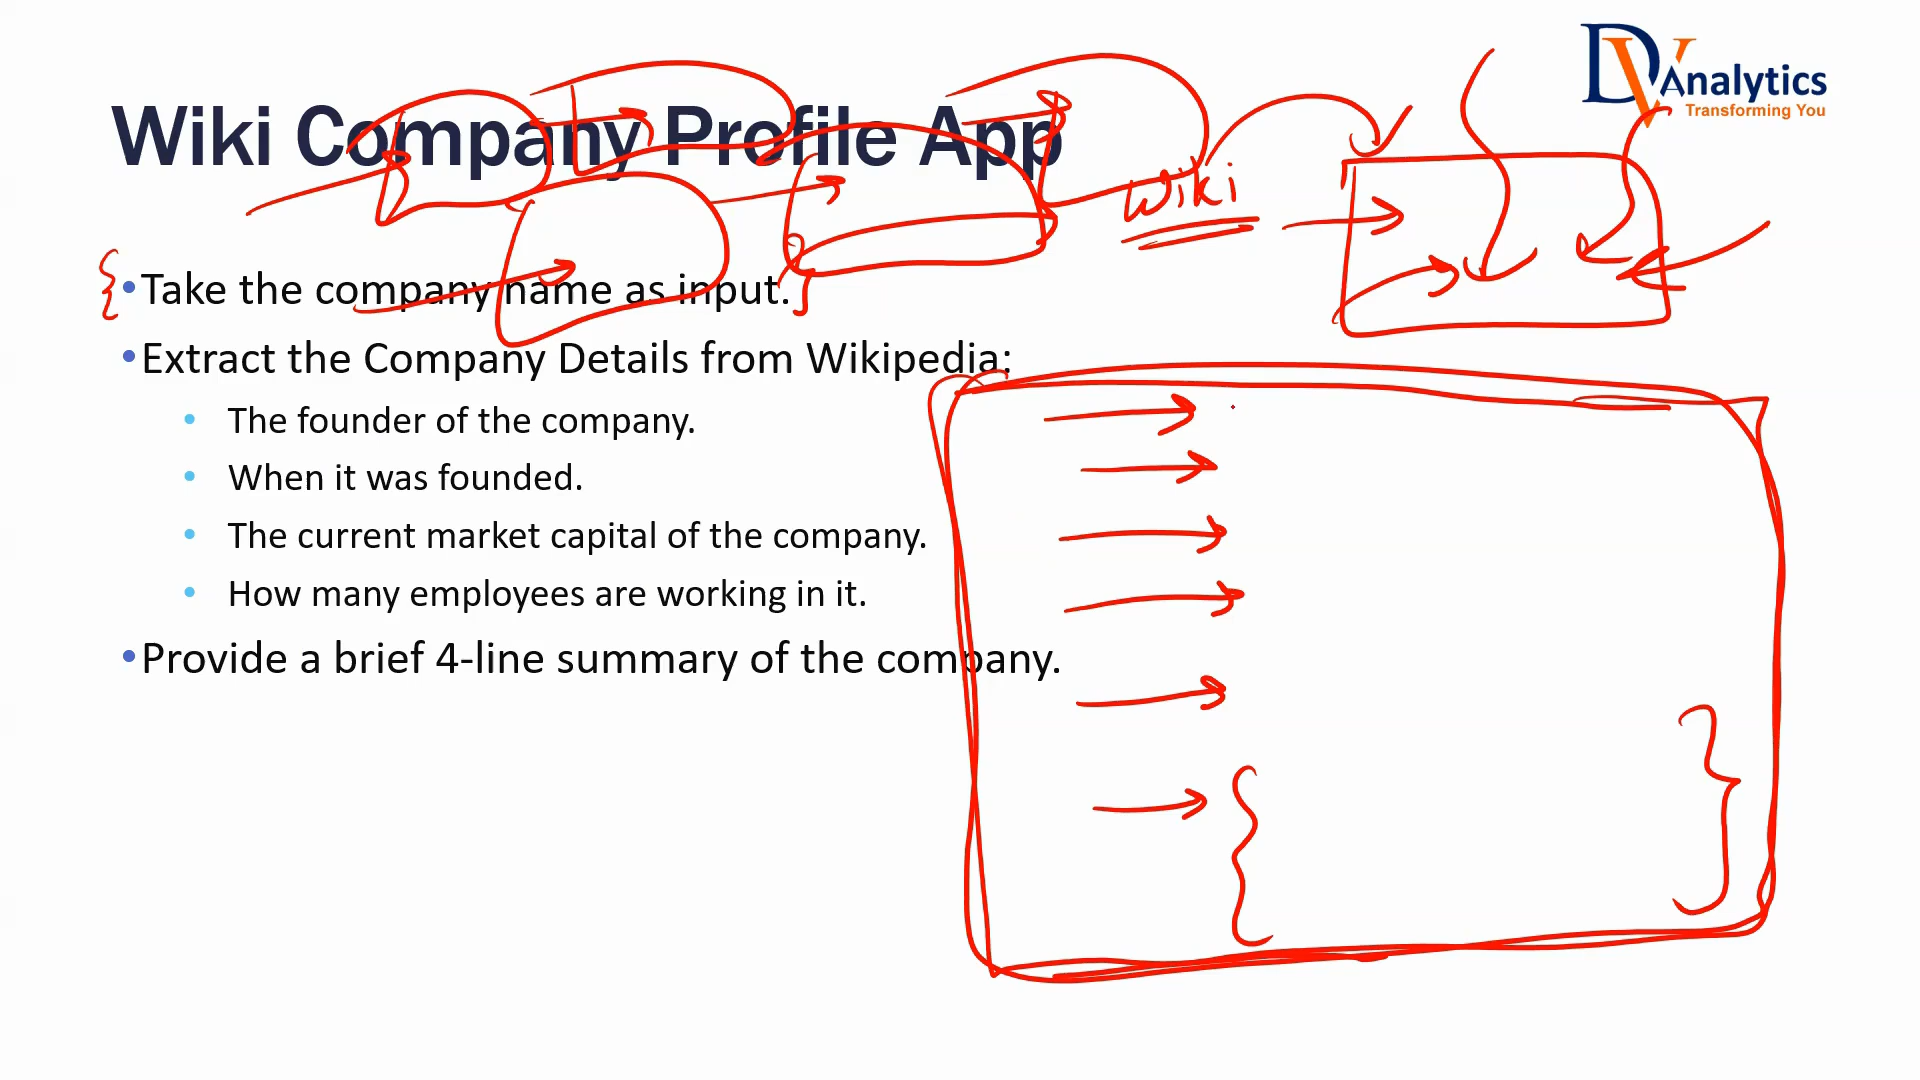 DV Analytics
Transforming You
Wiki Company Profile App
Wiki
•Take the company name as input.
•Extract the Company Details from Wikipedia:
• The founder of the company.
• When it was founded.
• The current market capital of the company.
• How many employees are working in it.
•Provide a brief 4-line summary of the company.